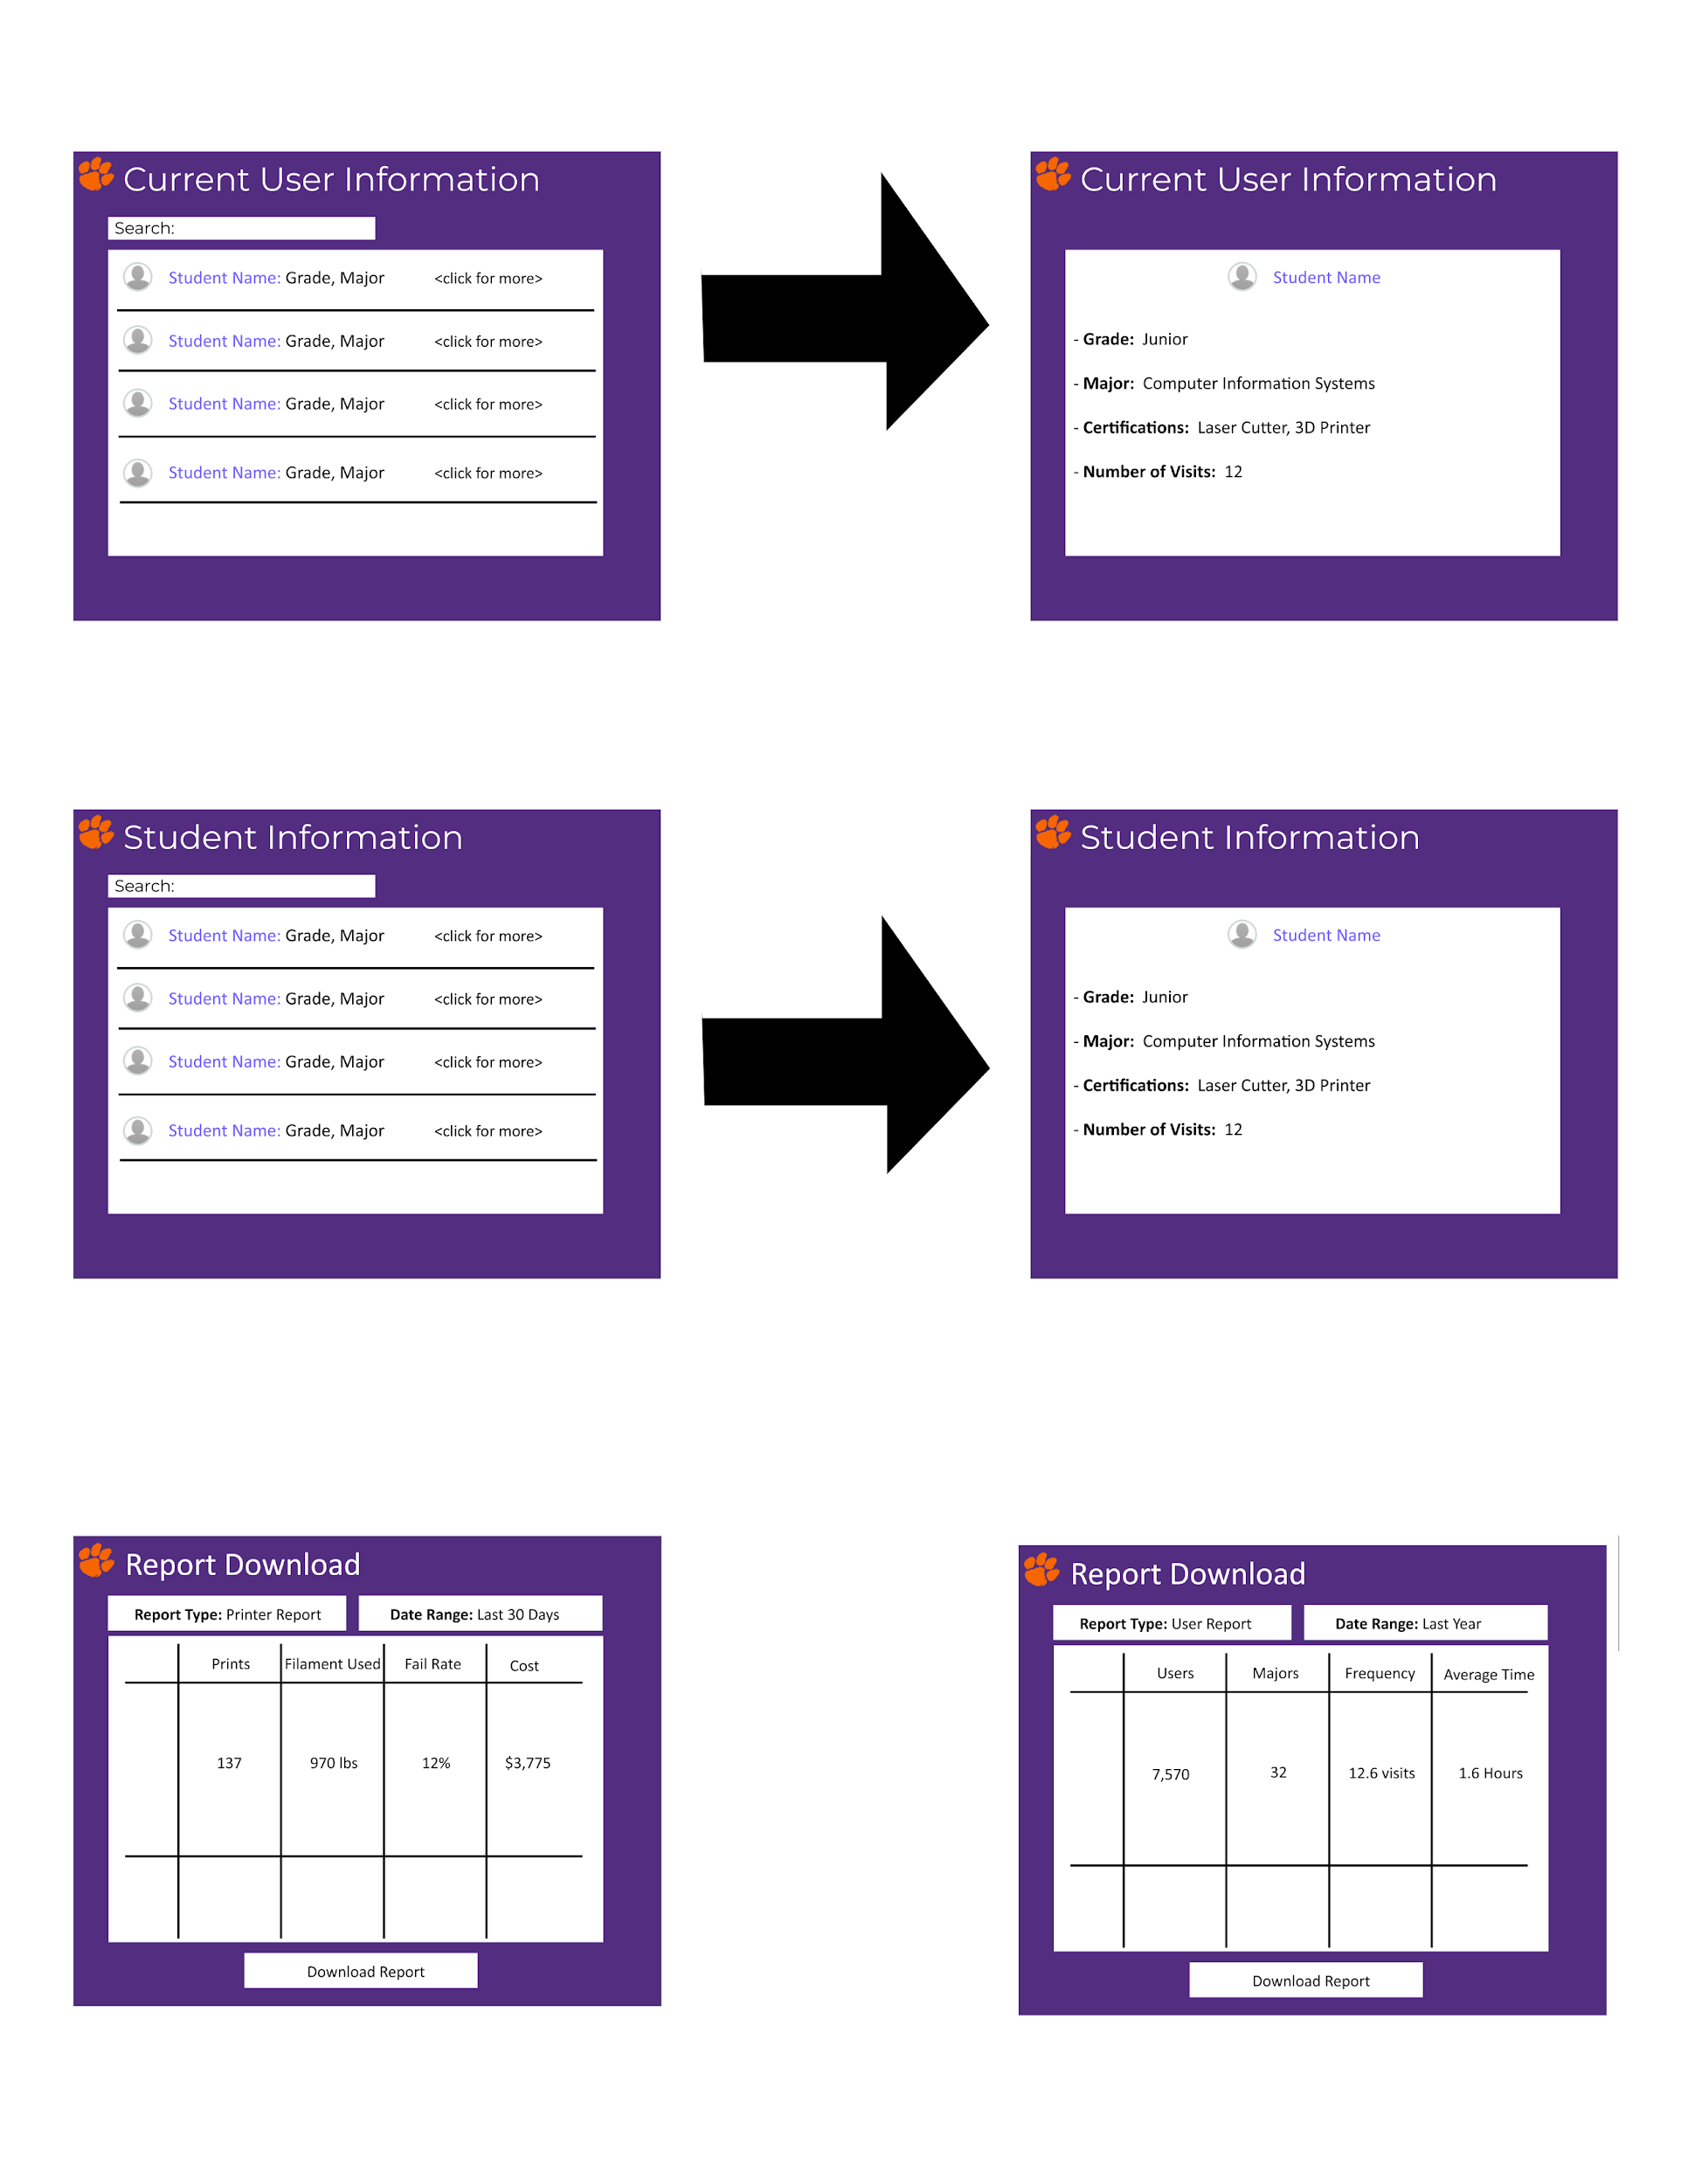 Current User Information
Search:
Student Name: Grade, Major <click for more>
Student Name: Grade, Major <click for more>
Student Name: Grade, Major <click for more>
Student Name: Grade, Major <click for more>
Current User Information
Student Name
- Grade: Junior
- Major: Computer Information Systems
- Certifications: Laser Cutter, 3D Printer
- Number of Visits: 12
Student Information
Search:
Student Name: Grade, Major <click for more>
Student Name: Grade, Major <click for more>
Student Name: Grade, Major <click for more>
Student Name: Grade, Major <click for more>
Student Information
Student Name
- Grade: Junior
- Major: Computer Information Systems
- Certifications: Laser Cutter, 3D Printer
- Number of Visits: 12
Report Download
Report Type: Printer Report Date Range: Last 30 Days
Prints Filament Used Fail Rate Cost
137 970 lbs 12% $3,775
Download Report
Report Download
Report Type: User Report Date Range: Last Year
Users Majors Frequency Average Time
7,570 32 12.6 visits 1.6 Hours
Download Report